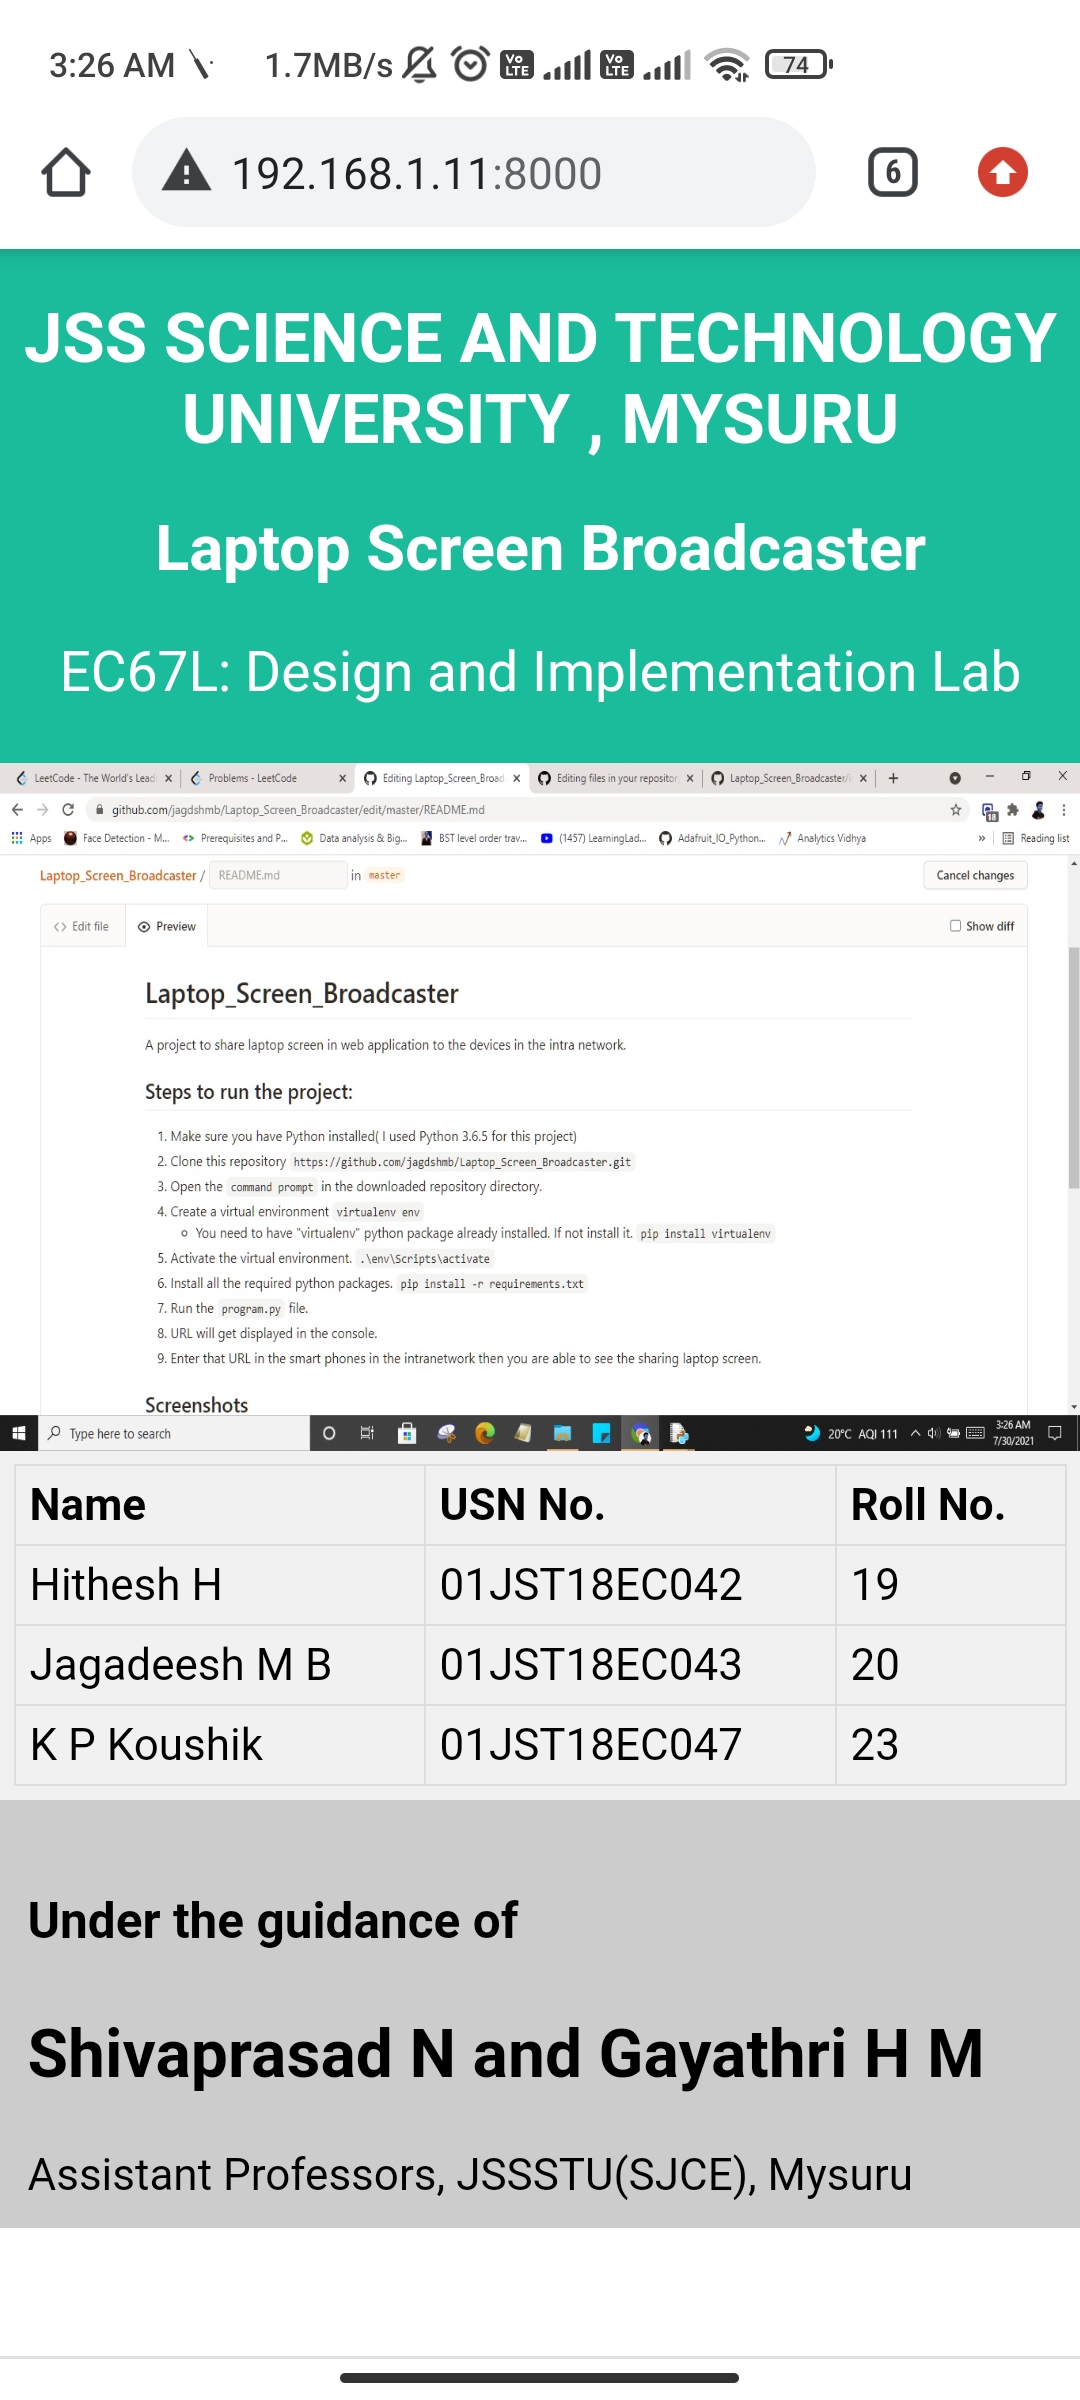 3:26 AM 1.7MB/s Vo LTE Vo LTE 74
192.168.1.11:8000 6
JSS SCIENCE AND TECHNOLOGY
UNIVERSITY , MYSURU
Laptop Screen Broadcaster
EC67L: Design and Implementation Lab
LeetCode - The World's Leadi Problems - LeetCode Editing Laptop_Screen_Broad Editing files in your repositor Laptop_Screen_Broadcaster/
github.com/jagdshmb/Laptop_Screen_Broadcaster/edit/master/README.md 18
Apps Face Detection - M... Prerequisites and P... Data analysis & Big... BST level order trav... (1457) LearningLad... Adafruit_IO_Python... Analytics Vidhya » Reading list
Laptop_Screen_Broadcaster / README.md in master Cancel changes
<> Edit file Preview Show diff
Laptop_Screen_Broadcaster
A project to share laptop screen in web application to the devices in the intra network.
Steps to run the project:
1. Make sure you have Python installed( I used Python 3.6.5 for this project)
2. Clone this repository https://github.com/jagdshmb/Laptop_Screen_Broadcaster.git
3. Open the command prompt in the downloaded repository directory.
4. Create a virtual environment virtualenv env
You need to have "virtualenv" python package already installed. If not install it. pip install virtualenv
5. Activate the virtual environment. .\env\Scripts\activate
6. Install all the required python packages. pip install -r requirements.txt
7. Run the program.py file.
8. URL will get displayed in the console.
9. Enter that URL in the smart phones in the intranetwork then you are able to see the sharing laptop screen.
Screenshots
Type here to search 20°C AQI 111 3:26 AM
7/30/2021
Name USN No. Roll No.
Hithesh H 01JST18EC042 19
Jagadeesh M B 01JST18EC043 20
K P Koushik 01JST18EC047 23
Under the guidance of
Shivaprasad N and Gayathri H M
Assistant Professors, JSSSTU(SJCE), Mysuru